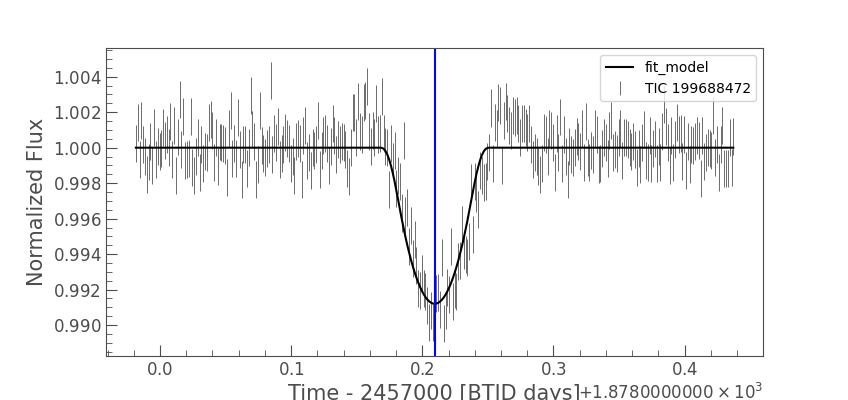 fit_model
TIC 199688472
1.004
1.002
1.000
0.998
0.996
0.994
0.992
0.990
Normalized Flux
0.0 0.1 0.2 0.3 0.4
Time - 2457000 [BTJD days]
+1.8780000000 × 10³